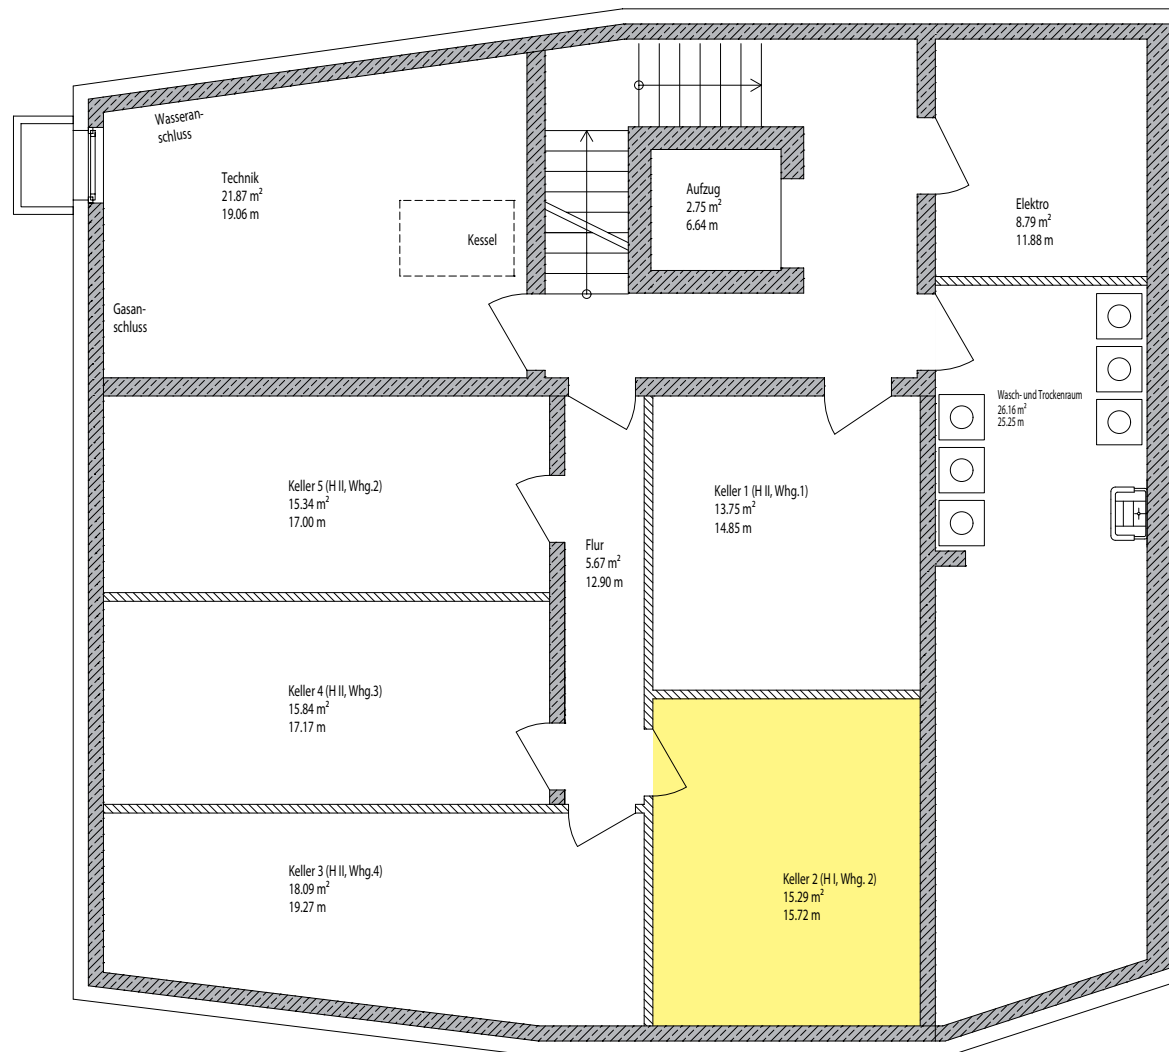 Wasseran-
schluss
Technik
21.87 m²
19.06 m
Kessel
Gasan-
schluss
Aufzug
2.75 m²
6.64 m
Elektro
8.79 m²
11.88 m
Wasch- und Trockenraum
26.16 m²
25.25 m
Keller 5 (H II, Whg.2)
15.34 m²
17.00 m
Flur
5.67 m²
12.90 m
Keller 1 (H II, Whg.1)
13.75 m²
14.85 m
Keller 4 (H II, Whg.3)
15.84 m²
17.17 m
Keller 3 (H II, Whg.4)
18.09 m²
19.27 m
Keller 2 (H I, Whg. 2)
15.29 m²
15.72 m